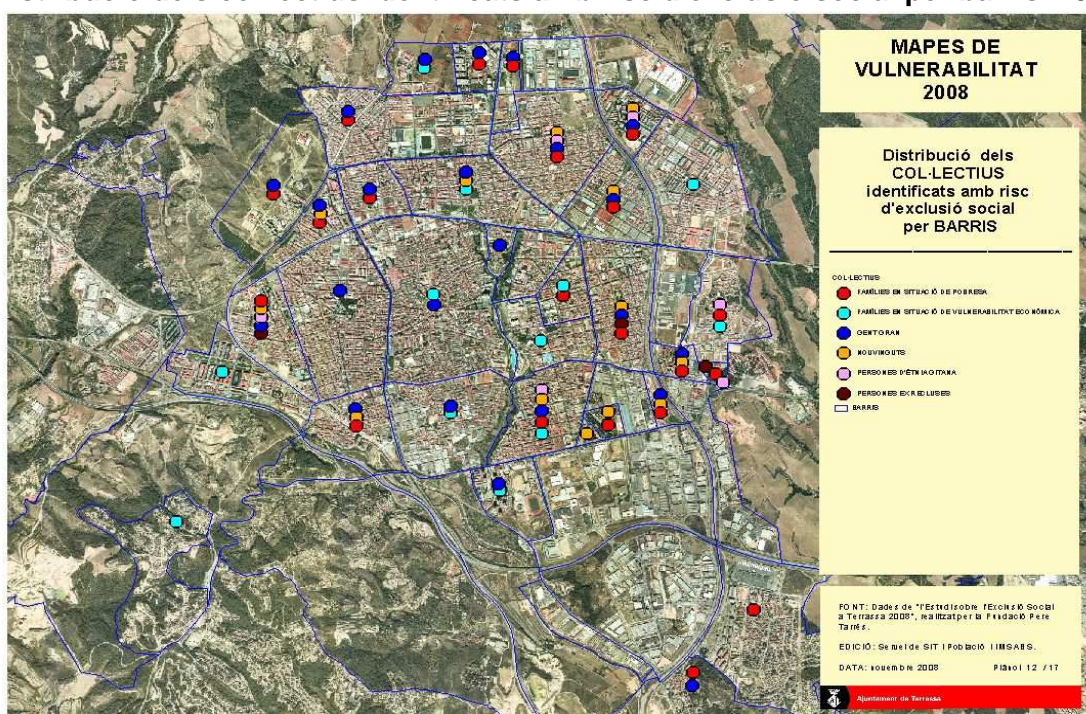 MAPES DE
VULNERABILITAT
2008
Distribució dels
COL·LECTIUS
identificats amb risc
d'exclusió social
per BARRIS
COL·LECTIUS
FAMÍLIES EN SITUACIÓ DE POBRESA
FAMÍLIES EN SITUACIÓ DE VULNERABILITAT ECONÒMICA
GENT GRAN
NOUVINGUTS
PERSONES D'ÈTNIA GITANA
PERSONES EX RECLUSES
BARRIS
FONT: Dades de "l'Estudi sobre l'Exclusió Social
a Terrassa 2008", realitzat per la Fundació Pere
Tarrés.
EDICIÓ: Servei de SIT i Població i IMSABS.
DATA: novembre 2008 Plànol 12 / 17
Ajuntament de Terrassa